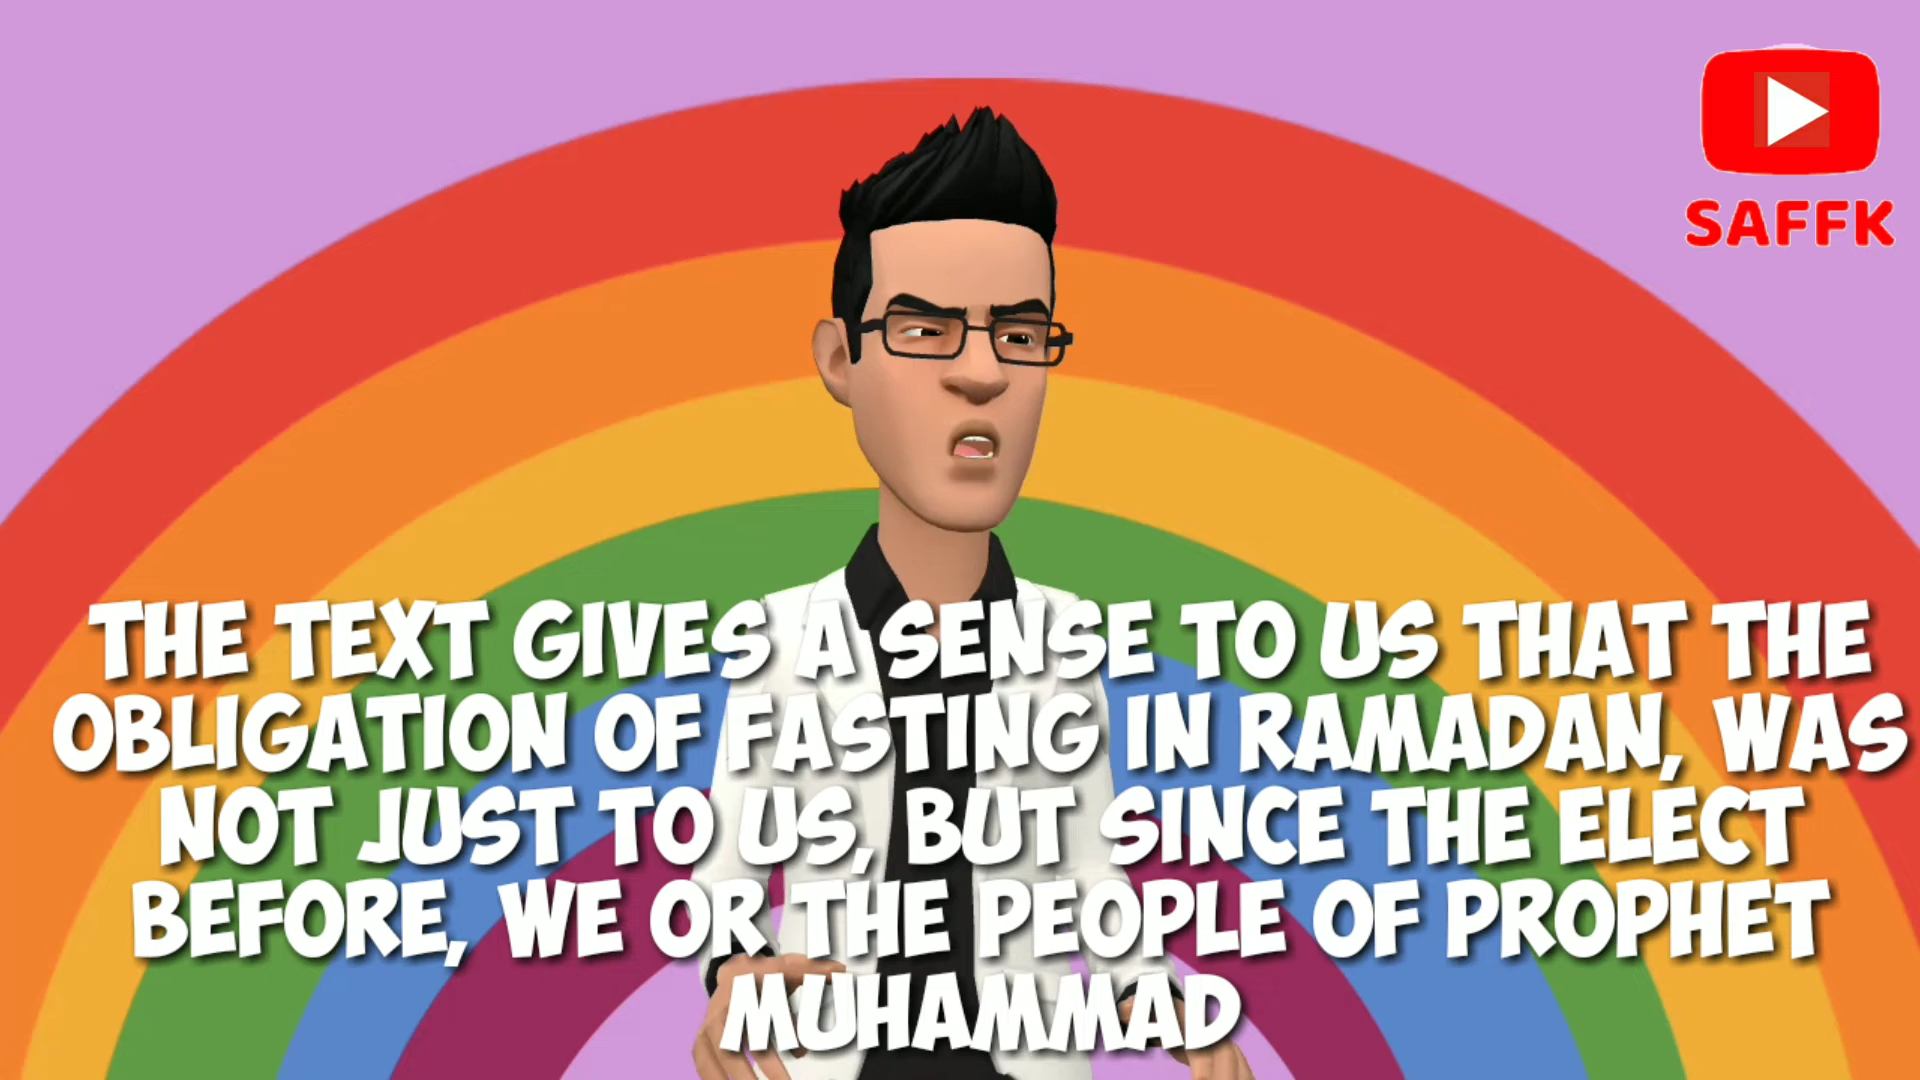 SAFFK
THE TEXT GIVES A SENSE TO US THAT THE
OBLIGATION OF FASTING IN RAMADAN, WAS
NOT JUST TO US, BUT SINCE THE ELECT
BEFORE, WE OR THE PEOPLE OF PROPHET
MUHAMMAD